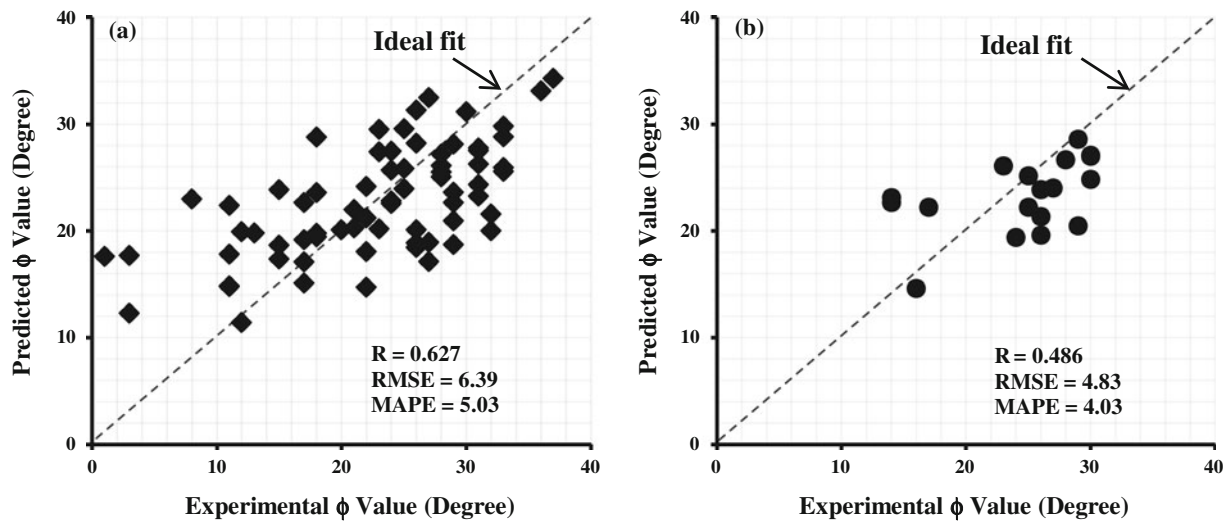 (a)
Ideal fit
40
30
20
10
0
Predicted ϕ Value (Degree)
R = 0.627
RMSE = 6.39
MAPE = 5.03
0 10 20 30 40
Experimental ϕ Value (Degree)
(b)
Ideal fit
40
30
20
10
0
Predicted ϕ Value (Degree)
R = 0.486
RMSE = 4.83
MAPE = 4.03
0 10 20 30 40
Experimental ϕ Value (Degree)